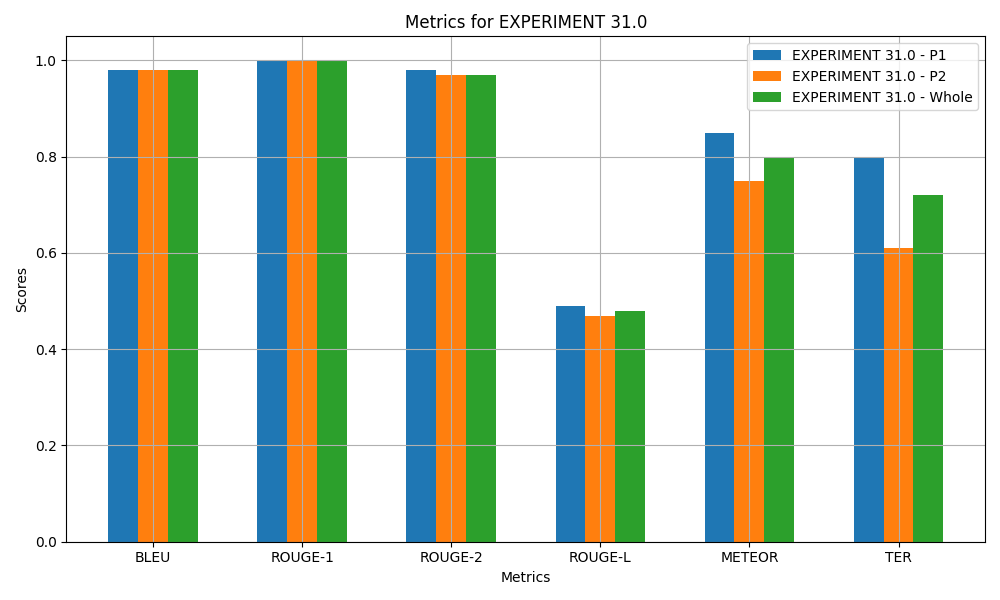 Metrics for EXPERIMENT 31.0
EXPERIMENT 31.0 - P1
EXPERIMENT 31.0 - P2
EXPERIMENT 31.0 - Whole
Scores
1.0
0.8
0.6
0.4
0.2
0.0
BLEU ROUGE-1 ROUGE-2 ROUGE-L METEOR TER
Metrics